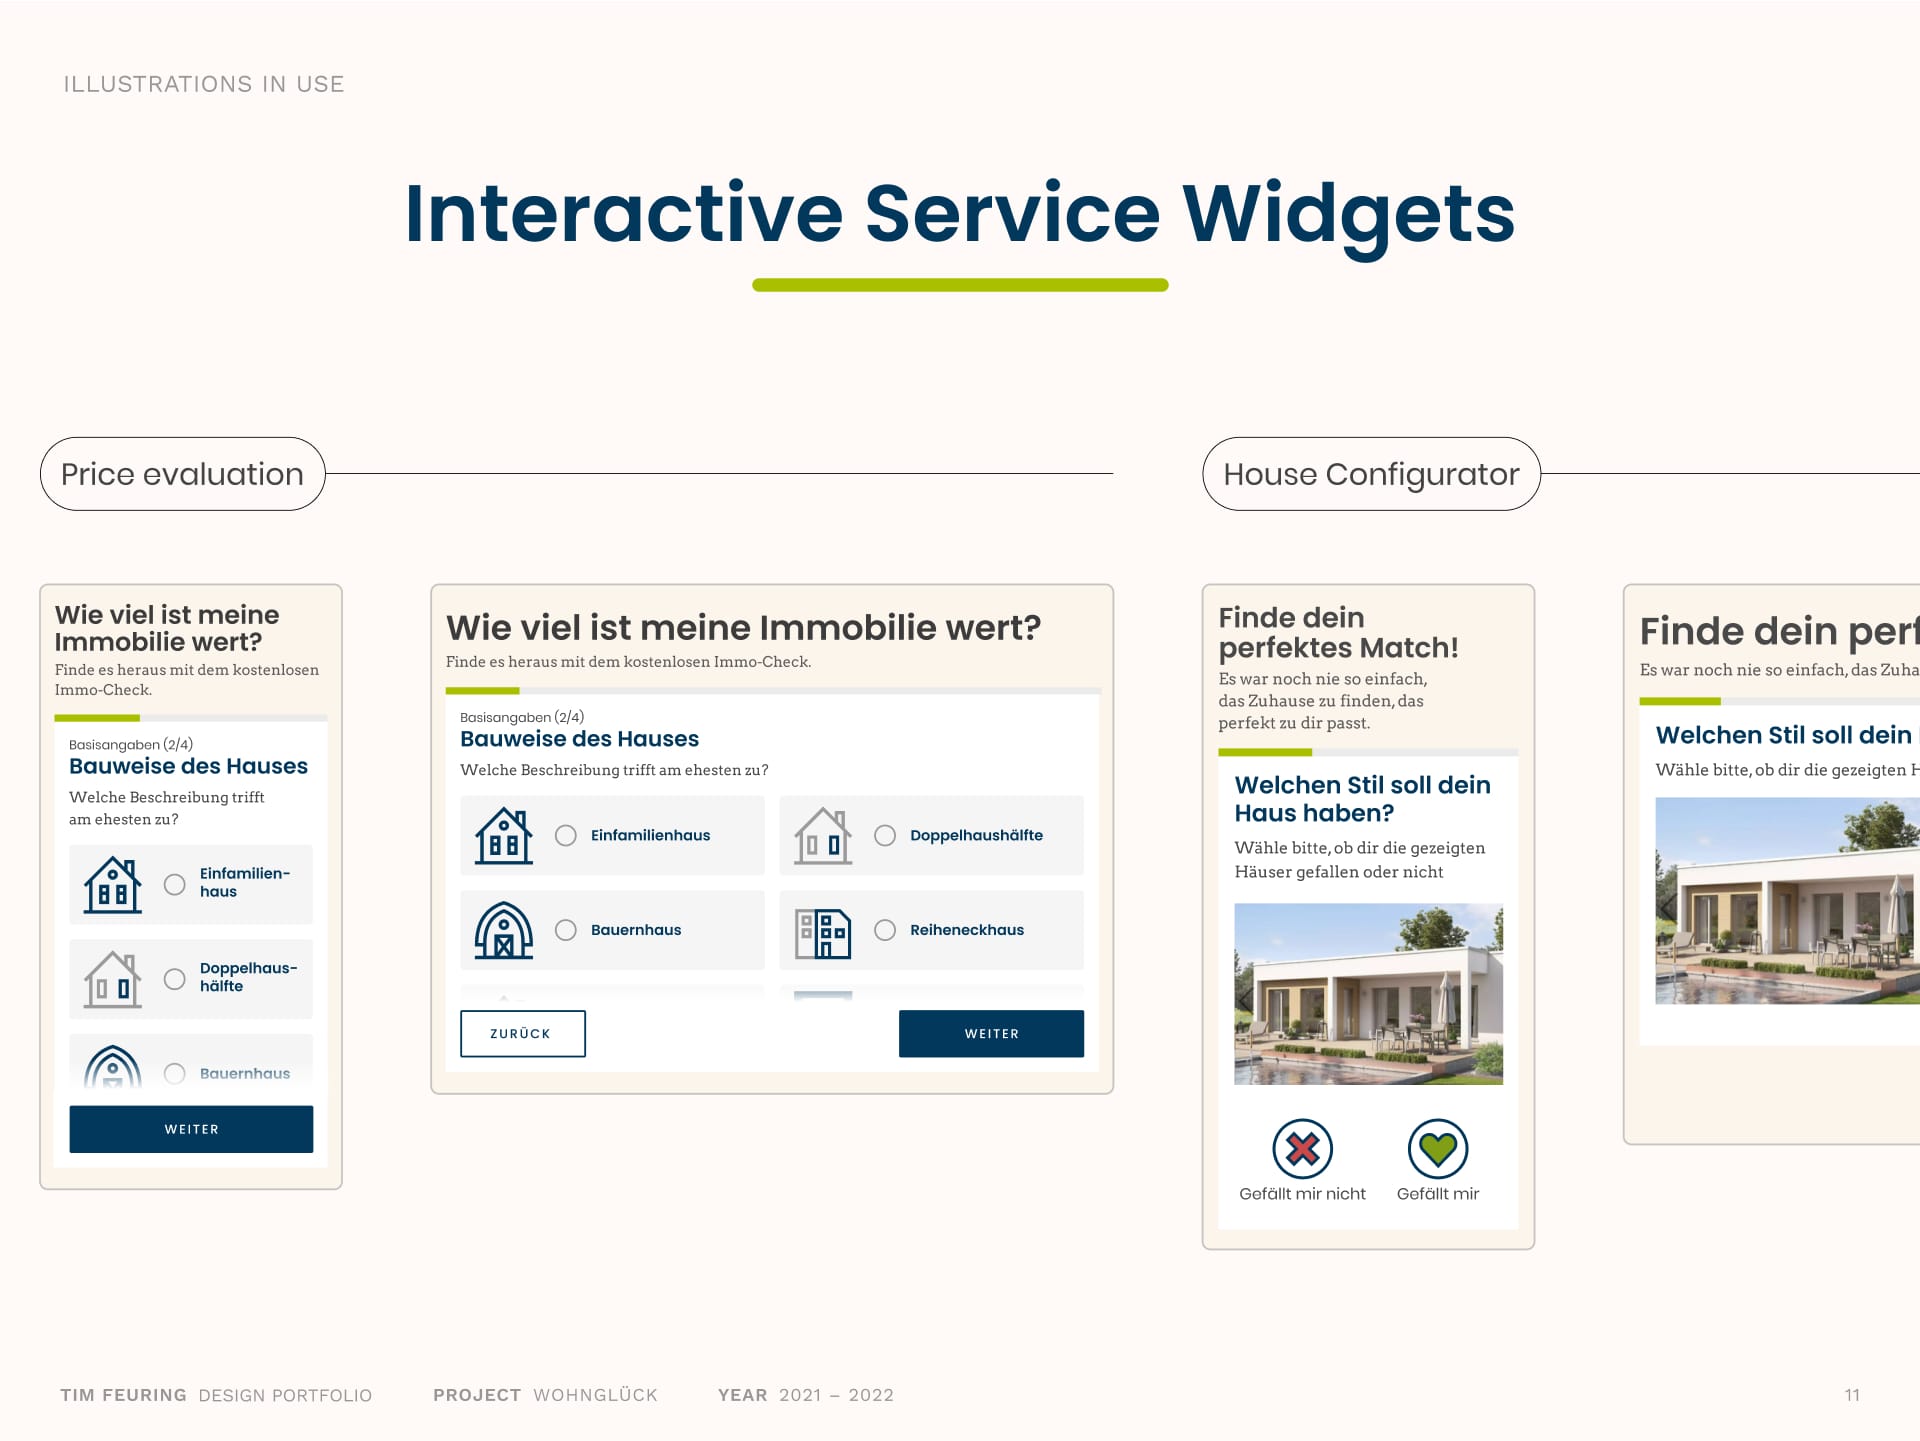 ILLUSTRATIONS IN USE
Interactive Service Widgets
Price evaluation
House Configurator
Wie viel ist meine
Immobilie wert?
Finde es heraus mit dem kostenlosen
Immo-Check.
Basisangaben (2/4)
Bauweise des Hauses
Welche Beschreibung trifft
am ehesten zu?
Einfamilien-
haus
Doppelhaus-
hälfte
Bauernhaus
WEITER
Wie viel ist meine Immobilie wert?
Finde es heraus mit dem kostenlosen Immo-Check.
Basisangaben (2/4)
Bauweise des Hauses
Welche Beschreibung trifft am ehesten zu?
Einfamilienhaus
Doppelhaushälfte
Bauernhaus
Reiheneckhaus
ZURÜCK
WEITER
Finde dein
perfektes Match!
Es war noch nie so einfach,
das Zuhause zu finden, das
perfekt zu dir passt.
Welchen Stil soll dein
Haus haben?
Wähle bitte, ob dir die gezeigten
Häuser gefallen oder nicht
Gefällt mir nicht
Gefällt mir
Finde dein perf
Es war noch nie so einfach, das Zuha
Welchen Stil soll dein
Wähle bitte, ob dir die gezeigten H
TIM FEURING DESIGN PORTFOLIO
PROJECT WOHNGLÜCK
YEAR 2021 – 2022
11